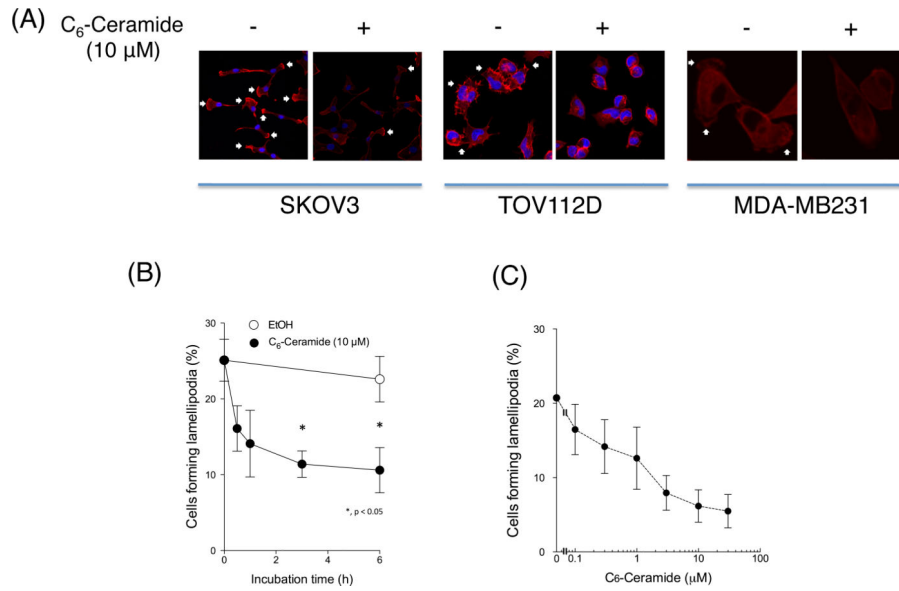 (A)
C6-Ceramide
(10 μM)
- + - + - +
SKOV3 TOV112D MDA-MB231
(B)
EtOH
C6-Ceramide (10 μM)
Cells forming lamellipodia (%)
30
20
10
0
*
*
*, p < 0.05
0 2 4 6
Incubation time (h)
(C)
Cells forming lamellipodia (%)
30
20
10
0
0 0.1 1 10 100
C6-Ceramide (μM)